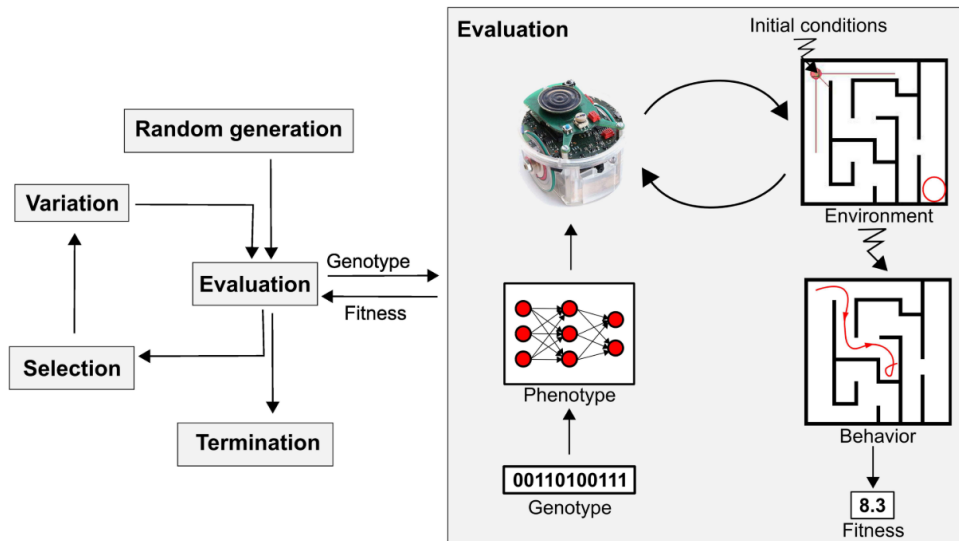 Random generation
Variation
Evaluation
Genotype
Fitness
Selection
Termination
Evaluation
Initial conditions
Environment
Phenotype
Behavior
00110100111
Genotype
8.3
Fitness